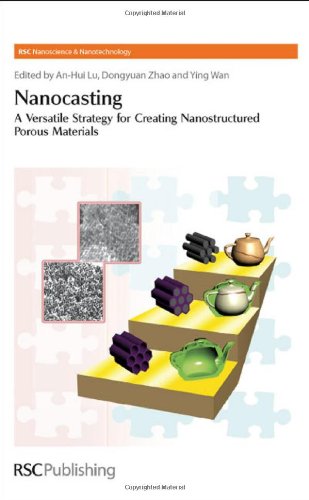 RSC Nanoscience & Nanotechnology
Edited by An-Hui Lu, Dongyuan Zhao and Ying Wan
Nanocasting
A Versatile Strategy for Creating Nanostructured
Porous Materials
RSCPublishing